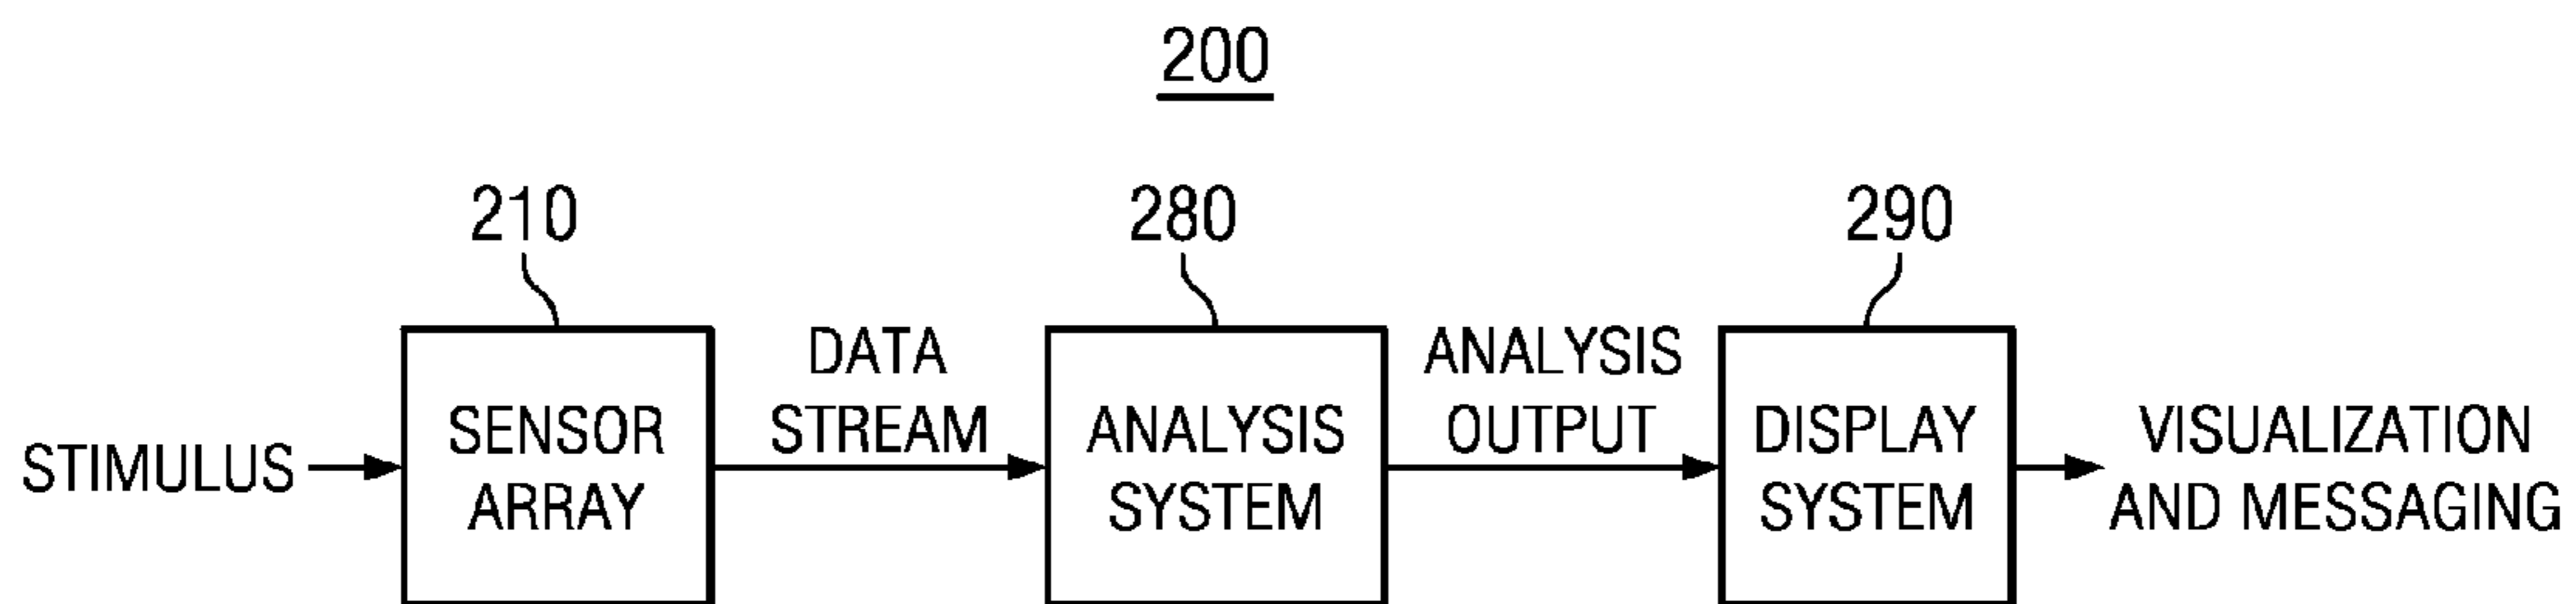 200
210
280
290
STIMULUS
SENSOR
ARRAY
DATA
STREAM
ANALYSIS
SYSTEM
ANALYSIS
OUTPUT
DISPLAY
SYSTEM
VISUALIZATION
AND MESSAGING